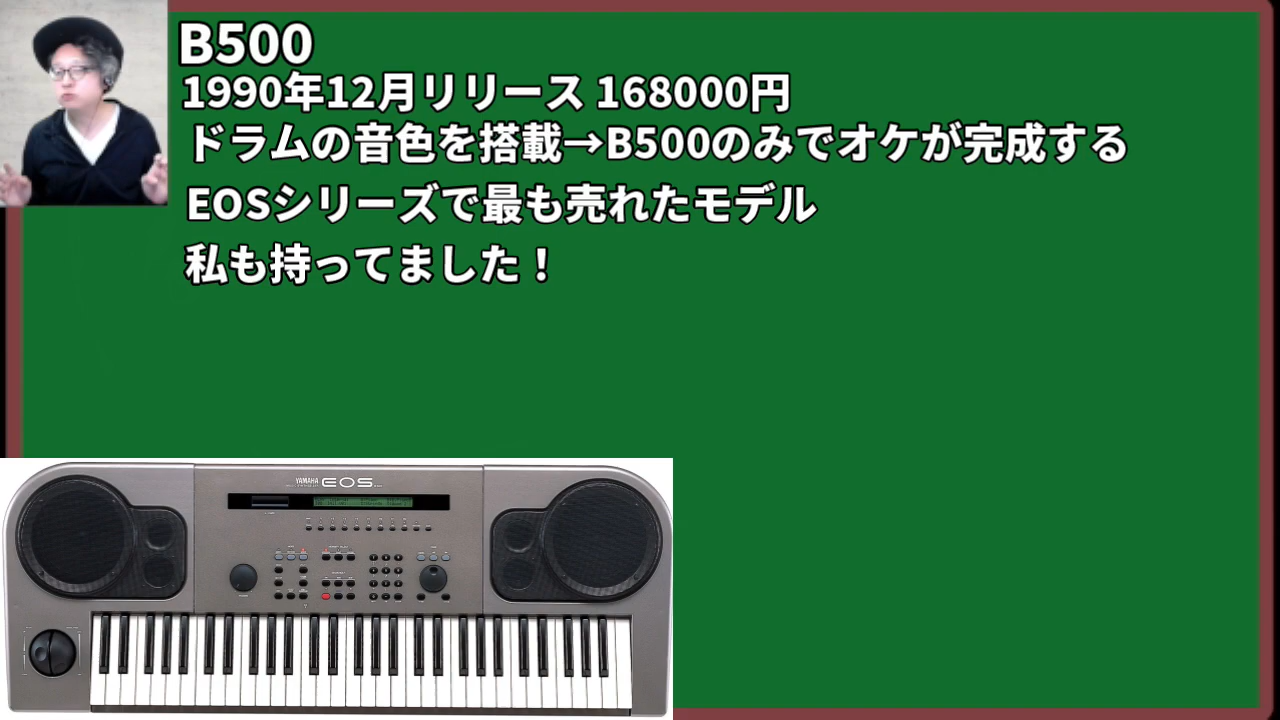 B500
1990年12月リリース 168000円
ドラムの音色を搭載→B500のみでオケが完成する
EOSシリーズで最も売れたモデル
私も持ってました！
YAMAHA EOS